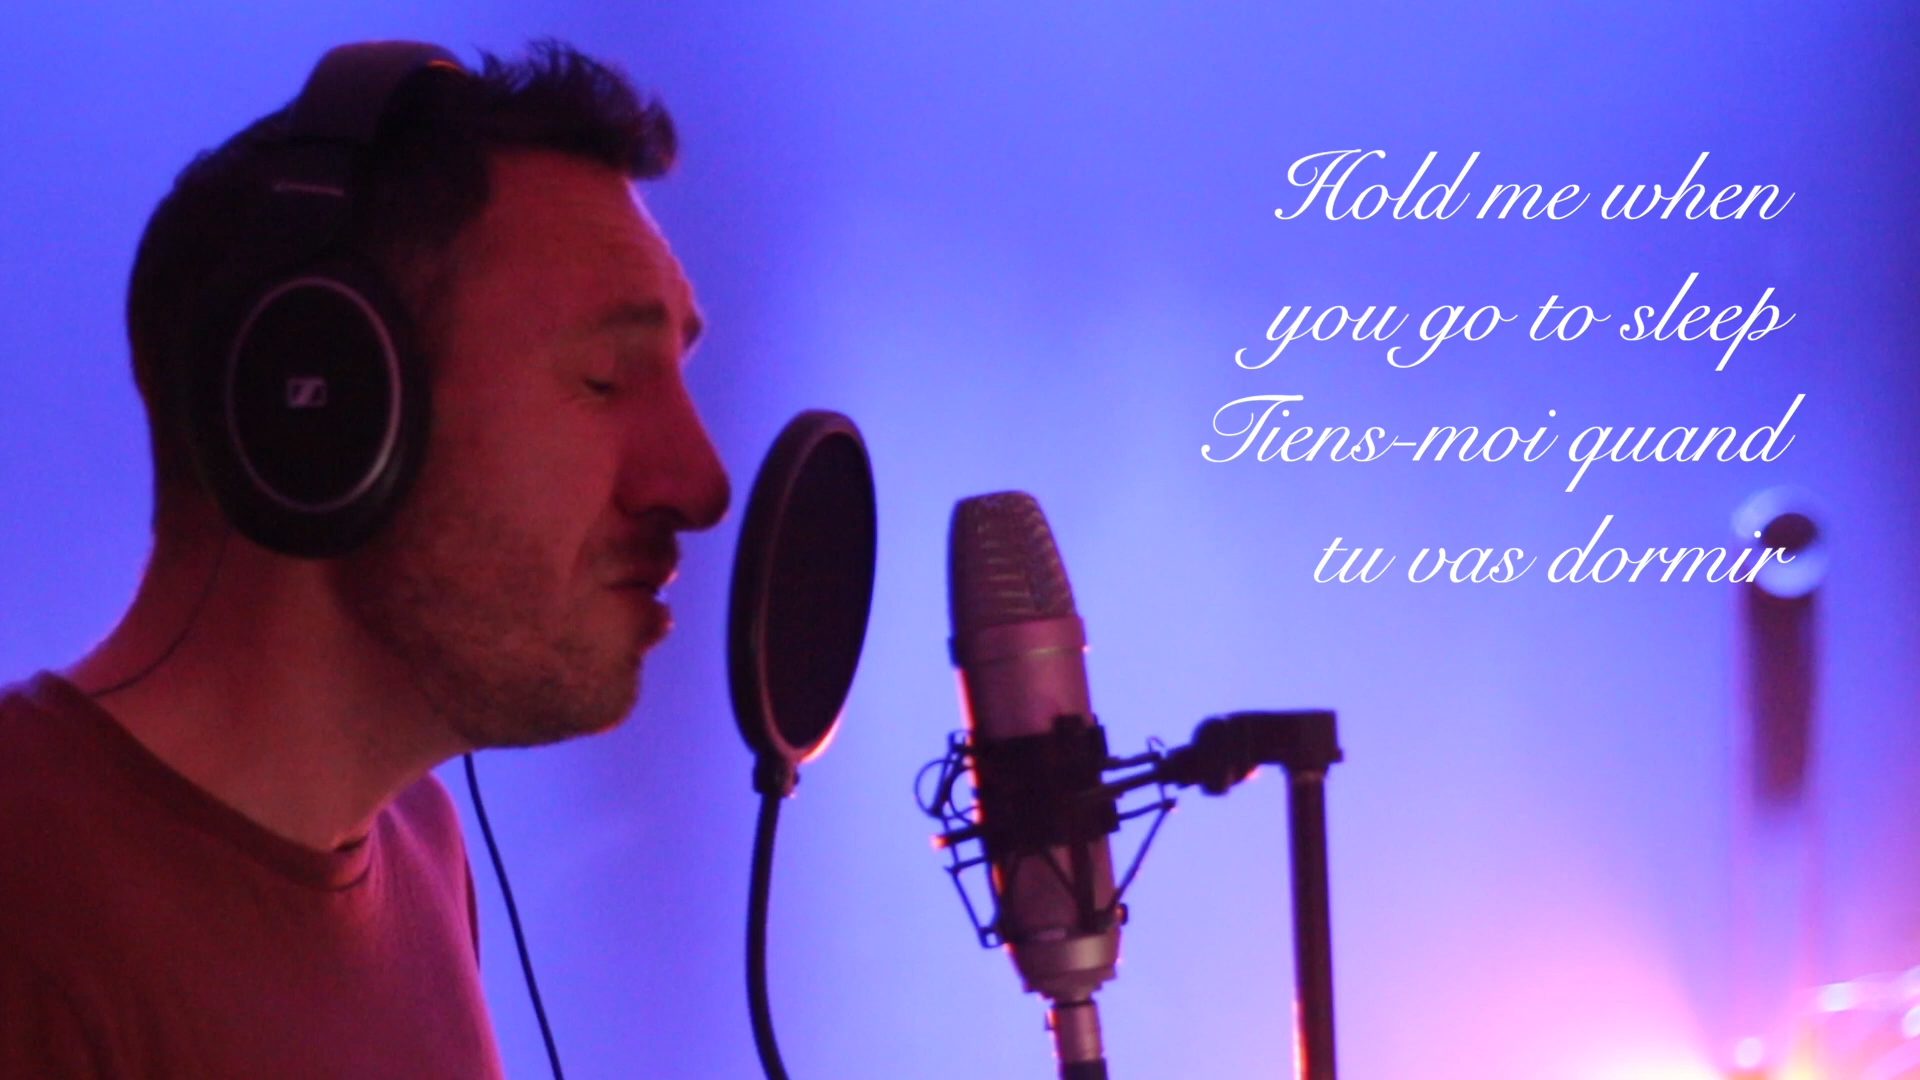 Hold me when
you go to sleep
Tiens-moi quand
tu vas dormir